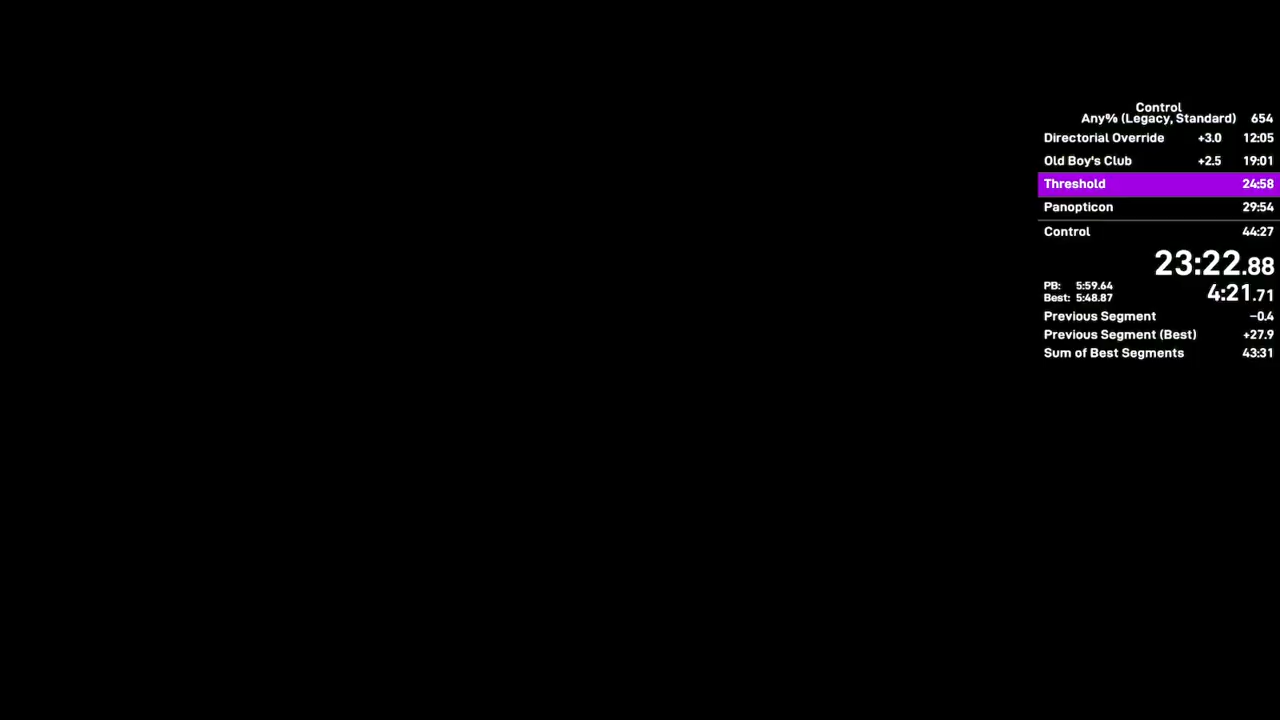 Control
Any% (Legacy, Standard) 654
Directorial Override +3.0 12:05
Old Boy's Club +2.5 19:01
Threshold 24:58
Panopticon 29:54
Control 44:27
23:22.88
PB: 5:59.64
Best: 5:48.87
4:21.71
Previous Segment −0.4
Previous Segment (Best) +27.9
Sum of Best Segments 43:31